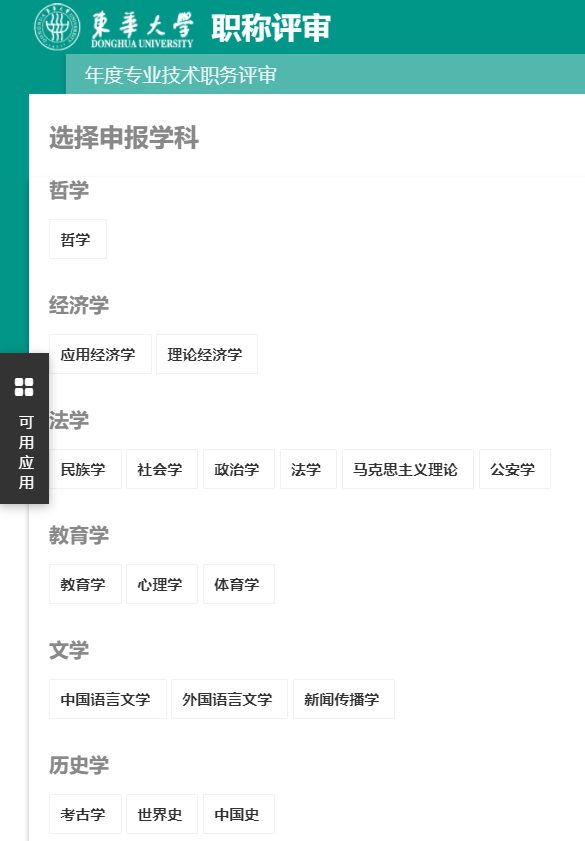 東華大学 职称评审
DONGHUA UNIVERSITY
年度专业技术职务评审
选择申报学科
哲学
哲学
经济学
应用经济学 理论经济学
可用应用
法学
民族学 社会学 政治学 法学 马克思主义理论 公安学
教育学
教育学 心理学 体育学
文学
中国语言文学 外国语言文学 新闻传播学
历史学
考古学 世界史 中国史